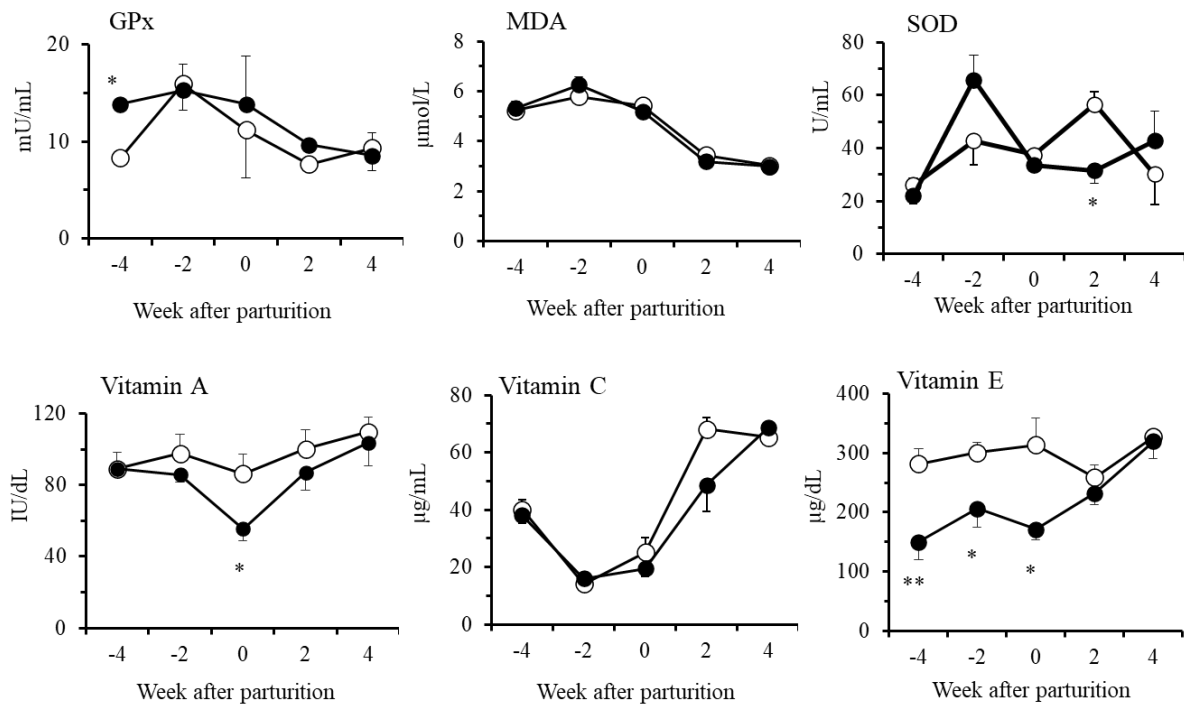 GPx
20
10
0
mU/mL
*
-4 -2 0 2 4
Week after parturition
MDA
8
6
4
2
0
µmol/L
-4 -2 0 2 4
Week after parturition
SOD
80
60
40
20
0
U/mL
*
-4 -2 0 2 4
Week after parturition
Vitamin A
120
80
40
0
IU/dL
*
-4 -2 0 2 4
Week after parturition
Vitamin C
80
60
40
20
0
µg/mL
-4 -2 0 2 4
Week after parturition
Vitamin E
400
300
200
100
0
µg/dL
** * *
-4 -2 0 2 4
Week after parturition